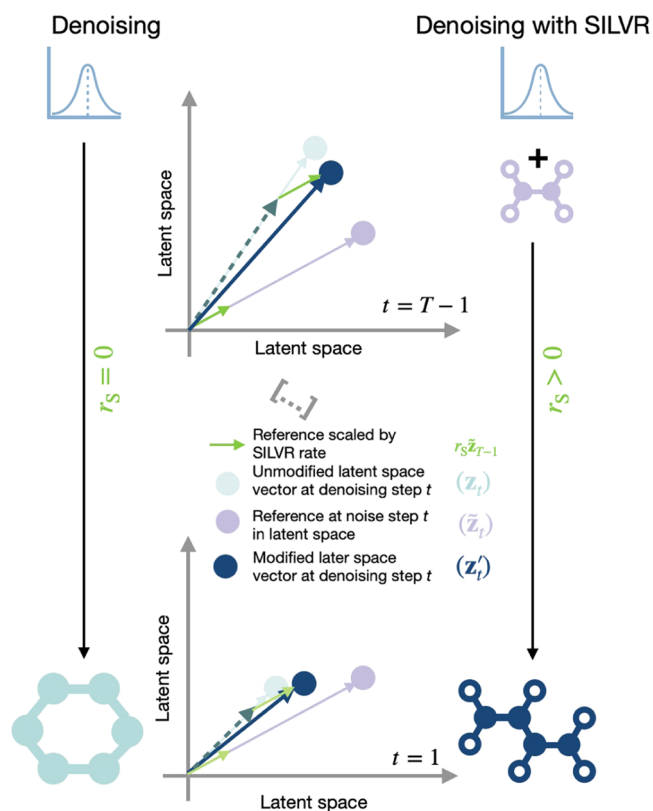 Denoising
Denoising with SILVR
+
Latent space
t = T − 1
Latent space
r_S = 0
r_S > 0
[...]
Reference scaled by
SILVR rate
r_S z̃_{T−1}
Unmodified latent space
vector at denoising step t
(z_t)
Reference at noise step t
in latent space
(z̃_t)
Modified later space
vector at denoising step t
(z′_t)
Latent space
t = 1
Latent space